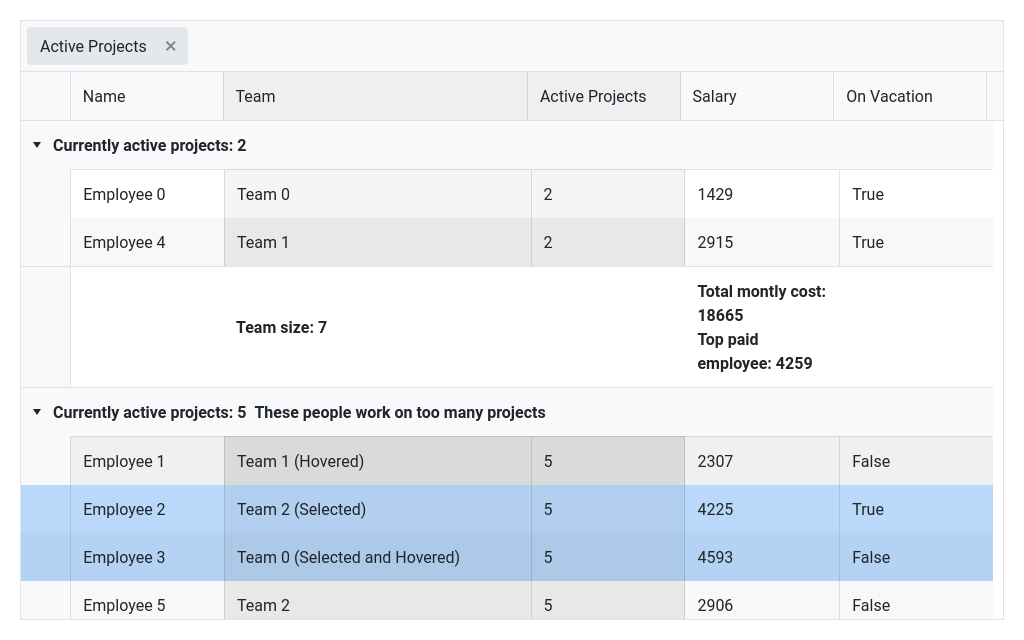 Active Projects ✕
Name Team Active Projects Salary On Vacation
Currently active projects: 2
Employee 0 Team 0 2 1429 True
Employee 4 Team 1 2 2915 True
Team size: 7
Total montly cost:
18665
Top paid
employee: 4259
Currently active projects: 5 These people work on too many projects
Employee 1 Team 1 (Hovered) 5 2307 False
Employee 2 Team 2 (Selected) 5 4225 True
Employee 3 Team 0 (Selected and Hovered) 5 4593 False
Employee 5 Team 2 5 2906 False